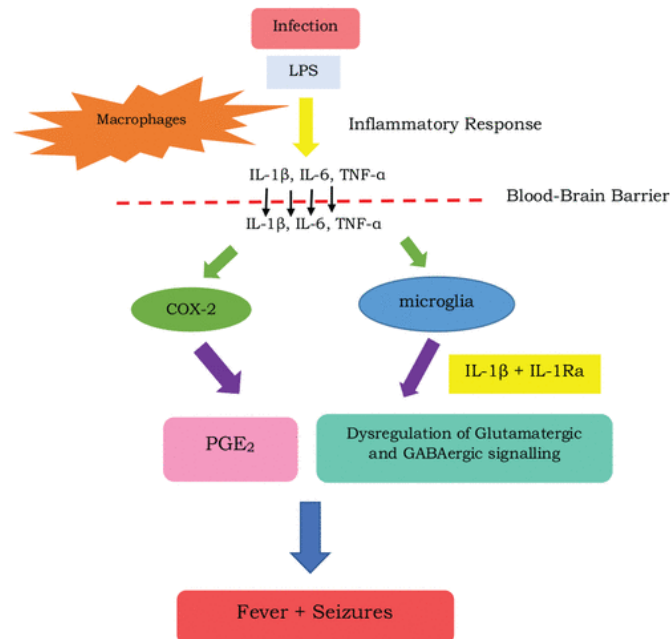 Infection
LPS
Macrophages
Inflammatory Response
IL-1β, IL-6, TNF-α
Blood-Brain Barrier
IL-1β, IL-6, TNF-α
COX-2
microglia
IL-1β + IL-1Ra
PGE₂
Dysregulation of Glutamatergic
and GABAergic signalling
Fever + Seizures